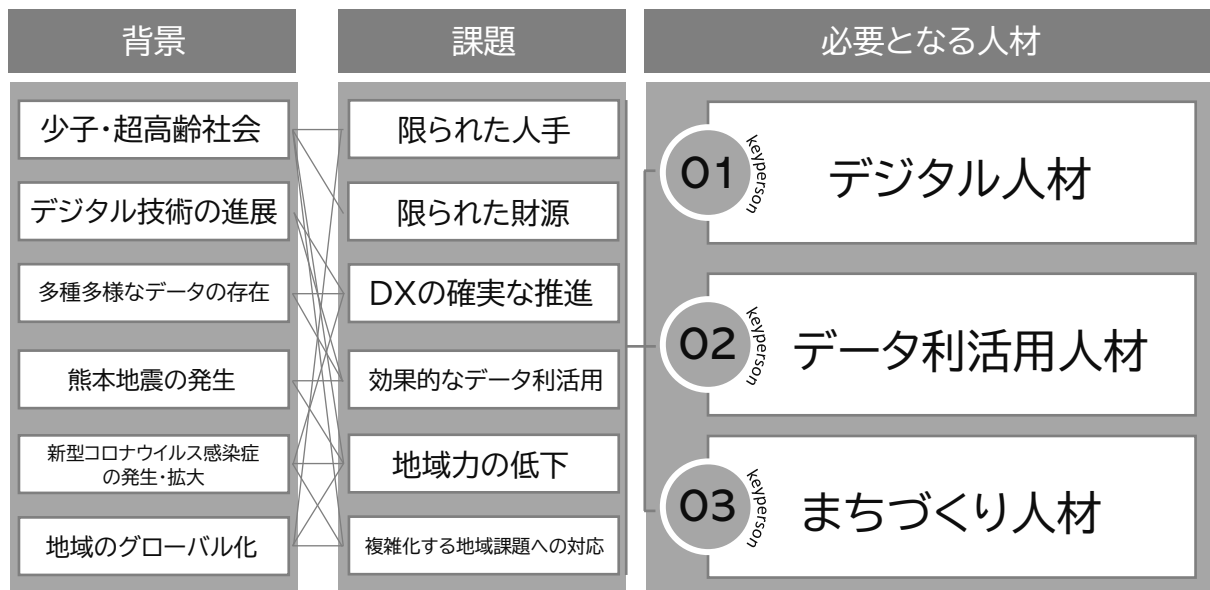 背景
少子・超高齢社会
デジタル技術の進展
多種多様なデータの存在
熊本地震の発生
新型コロナウイルス感染症
の発生・拡大
地域のグローバル化
課題
限られた人手
限られた財源
DXの確実な推進
効果的なデータ利活用
地域力の低下
複雑化する地域課題への対応
必要となる人材
01
keyperson
デジタル人材
02
keyperson
データ利活用人材
03
keyperson
まちづくり人材